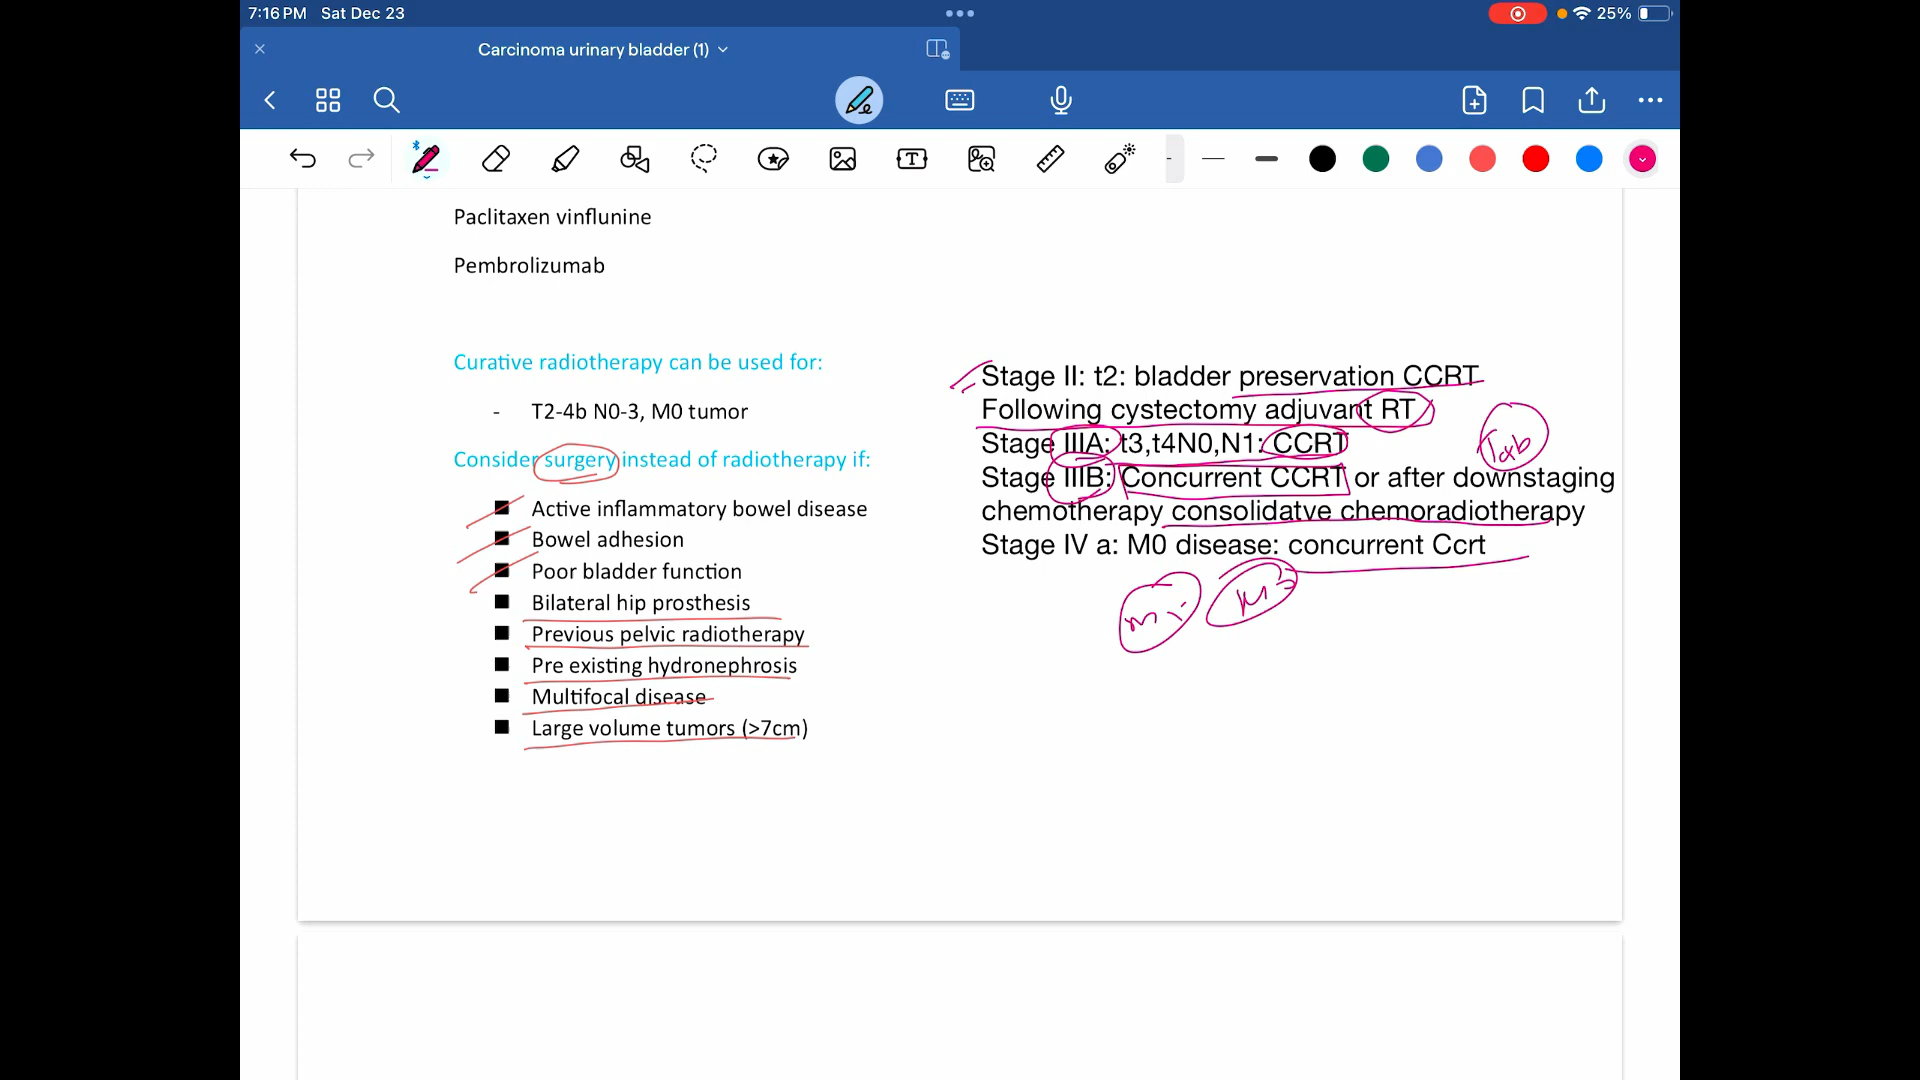 7:16 PM Sat Dec 23
25%
Carcinoma urinary bladder (1)
Paclitaxen vinflunine
Pembrolizumab
Curative radiotherapy can be used for:
- T2-4b N0-3, M0 tumor
Consider surgery instead of radiotherapy if:
Active inflammatory bowel disease
Bowel adhesion
Poor bladder function
Bilateral hip prosthesis
Previous pelvic radiotherapy
Pre existing hydronephrosis
Multifocal disease
Large volume tumors (>7cm)
Stage II: t2: bladder preservation CCRT
Following cystectomy adjuvant RT
Stage IIIA: t3,t4N0,N1: CCRT
Stage IIIB: Concurrent CCRT or after downstaging
chemotherapy consolidatve chemoradiotherapy
Stage IV a: M0 disease: concurrent Ccrt